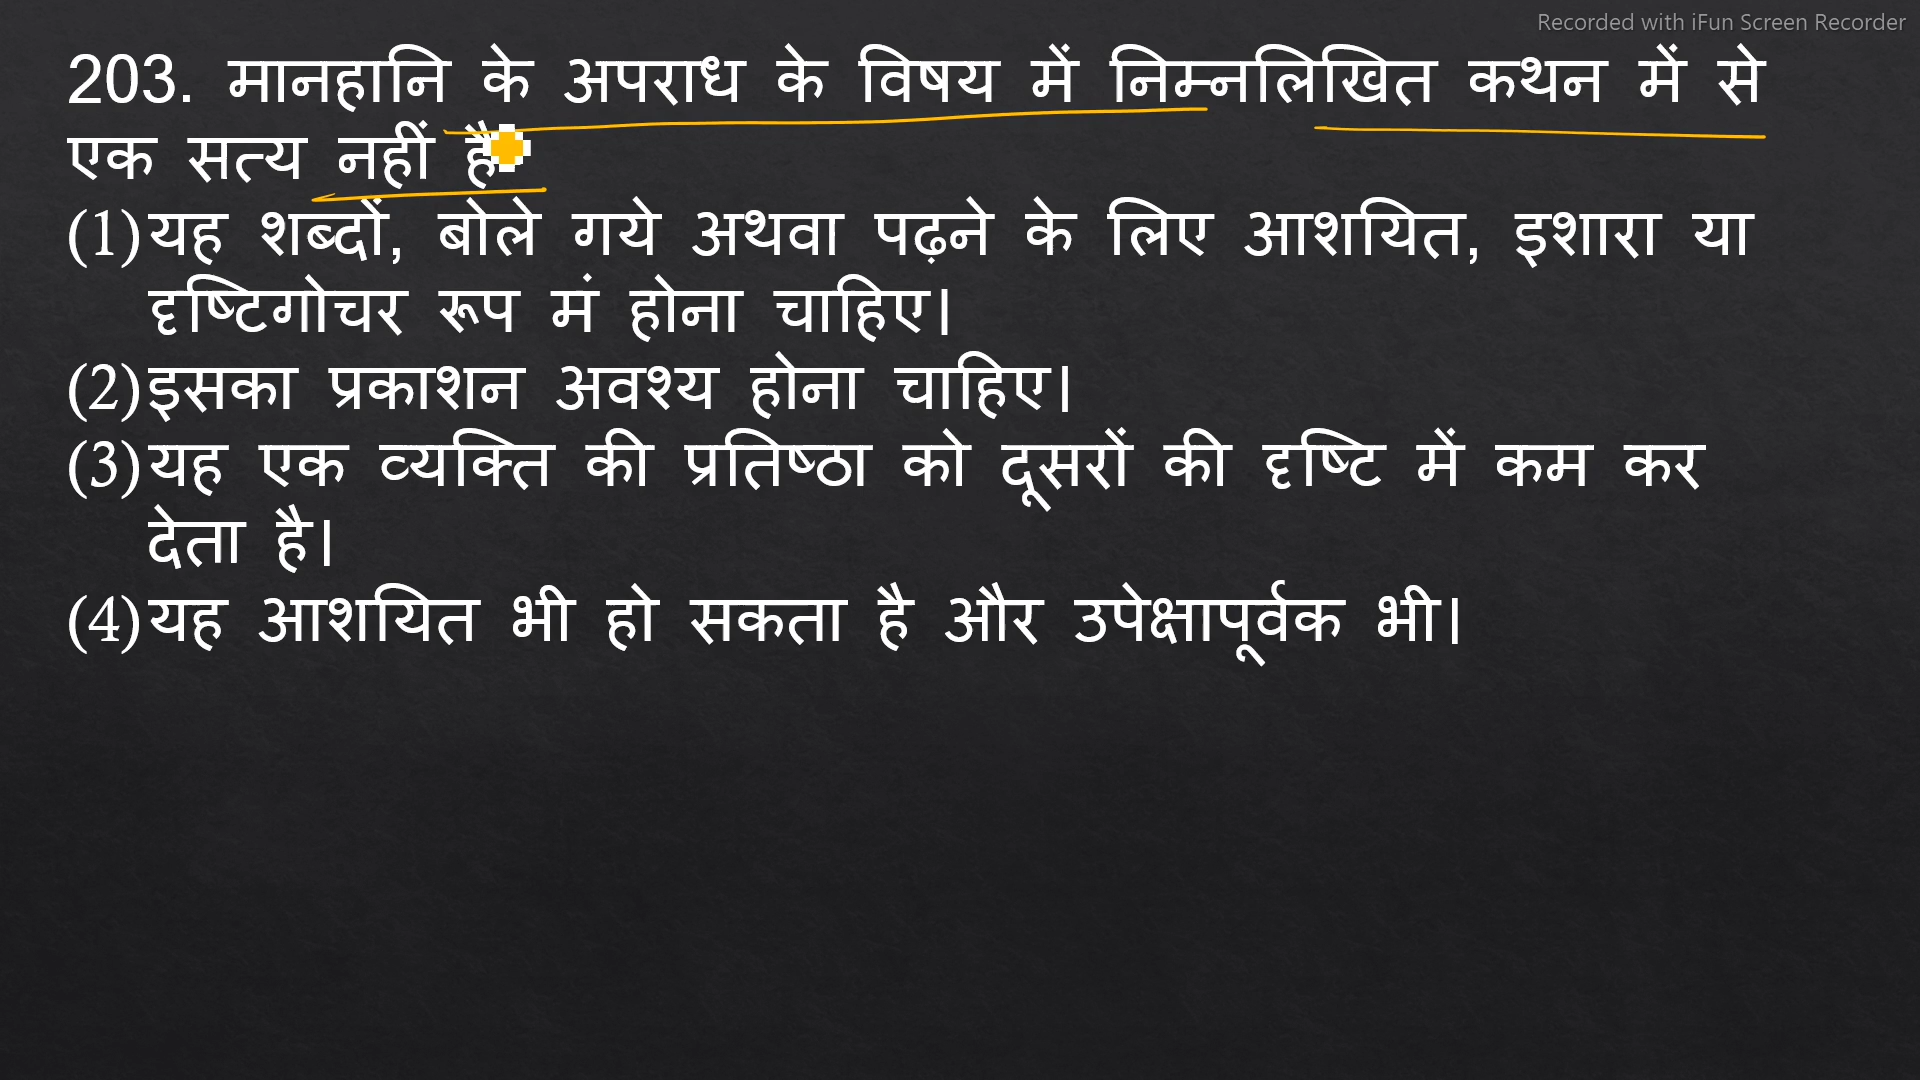 Recorded with iFun Screen Recorder
203. मानहानि के अपराध के विषय में निम्नलिखित कथन में से
एक सत्य नहीं है
(1) यह शब्दों, बोले गये अथवा पढ़ने के लिए आशयित, इशारा या
दृष्टिगोचर रूप मं होना चाहिए।
(2) इसका प्रकाशन अवश्य होना चाहिए।
(3) यह एक व्यक्ति की प्रतिष्ठा को दूसरों की दृष्टि में कम कर
देता है।
(4) यह आशयित भी हो सकता है और उपेक्षापूर्वक भी।